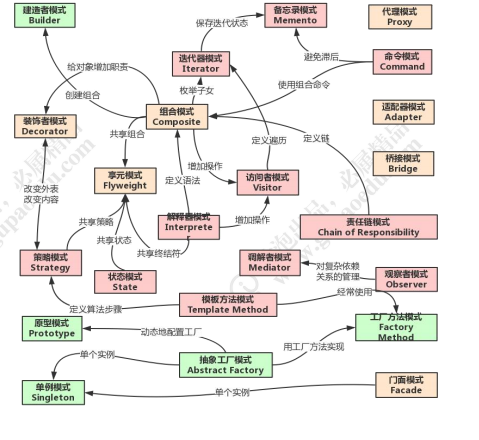 建造者模式
Builder
备忘录模式
Memento
代理模式
Proxy
保存迭代状态
给对象增加职责
迭代器模式
Iterator
避免滞后
命令模式
Command
创建组合
枚举子女
使用组合命令
装饰者模式
Decorator
组合模式
Composite
适配器模式
Adapter
共享组合
定义遍历
定义链
桥接模式
Bridge
改变外表
改变内容
享元模式
Flyweight
定义语法
增加操作
访问者模式
Visitor
共享策略
解释器模式
Interprete
增加操作
责任链模式
Chain of Responsibility
共享状态
共享终结符
策略模式
Strategy
状态模式
State
调解者模式
Mediator
对复杂依赖
关系的管理
观察者模式
Observer
定义算法步骤
模板方法模式
Template Method
经常使用
原型模式
Prototype
动态地配置工厂
工厂方法模式
Factory
Method
单个实例
抽象工厂模式
Abstract Factory
用工厂方法实现
单例模式
Singleton
单个实例
门面模式
Facade